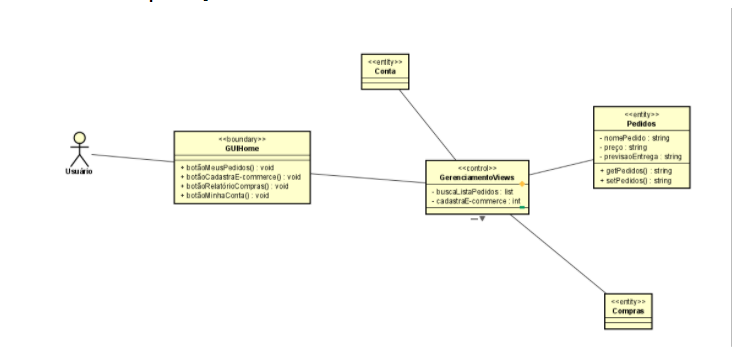 <<entity>>
Conta
Usuário
<<boundary>>
GUIHome
+ botãoMeusPedidos() : void
+ botãoCadastraE-commerce() : void
+ botãoRelatórioCompras() : void
+ botãoMinhaConta() : void
<<control>>
GerenciamentoViews
- buscaListaPedidos : list
- cadastraE-commerce : int
<<entity>>
Pedidos
- nomePedido : string
- preço : string
- previsaoEntrega : string
+ getPedidos() : string
+ setPedidos() : string
<<entity>>
Compras